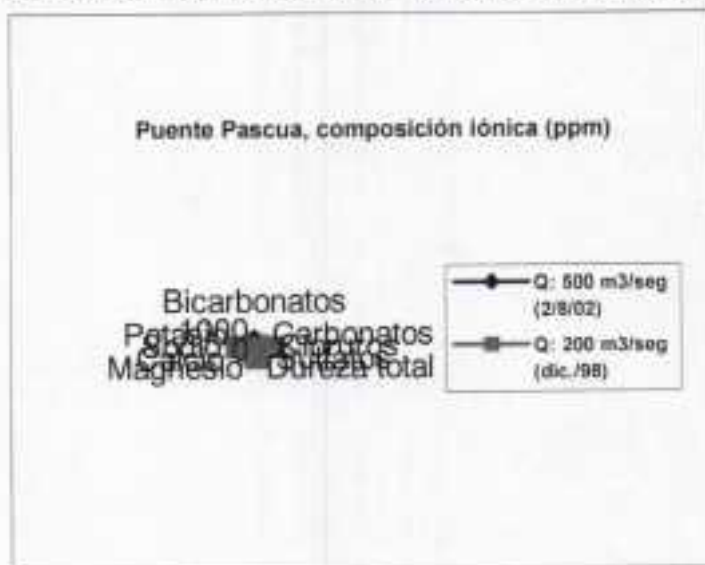 Puente Pascua, composición iónica (ppm)
Bicarbonatos
1000
Carbonatos
Magnesio
Dureza total
Q: 500 m3/seg
(2/8/02)
Q: 200 m3/seg
(dic./98)